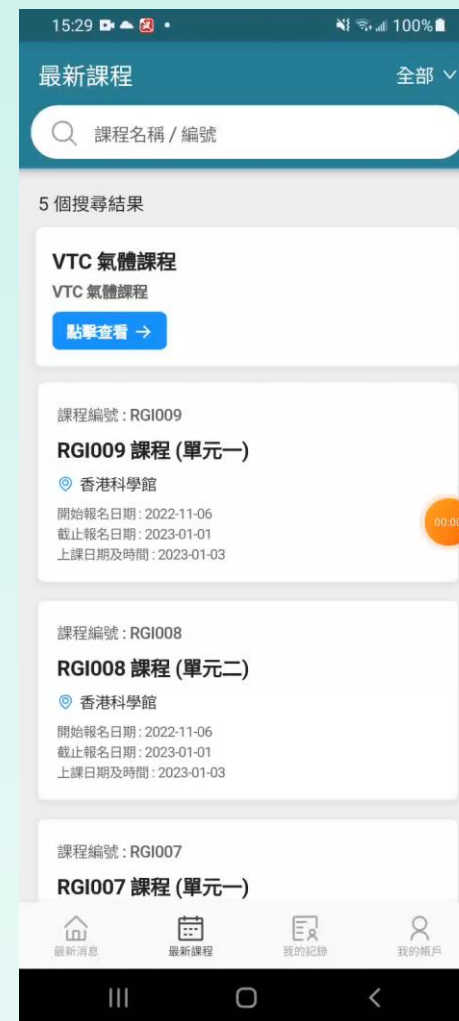 15:29 100%
最新課程 全部
課程名稱 / 編號
5 個搜尋結果
VTC 氣體課程
VTC 氣體課程
點擊查看 →
課程編號 : RGI009
RGI009 課程 (單元一)
香港科學館
開始報名日期 : 2022-11-06
截止報名日期 : 2023-01-01
上課日期及時間 : 2023-01-03
00:00
課程編號 : RGI008
RGI008 課程 (單元二)
香港科學館
開始報名日期 : 2022-11-06
截止報名日期 : 2023-01-01
上課日期及時間 : 2023-01-03
課程編號 : RGI007
RGI007 課程 (單元一)
最新消息 最新課程 我的記錄 我的帳戶